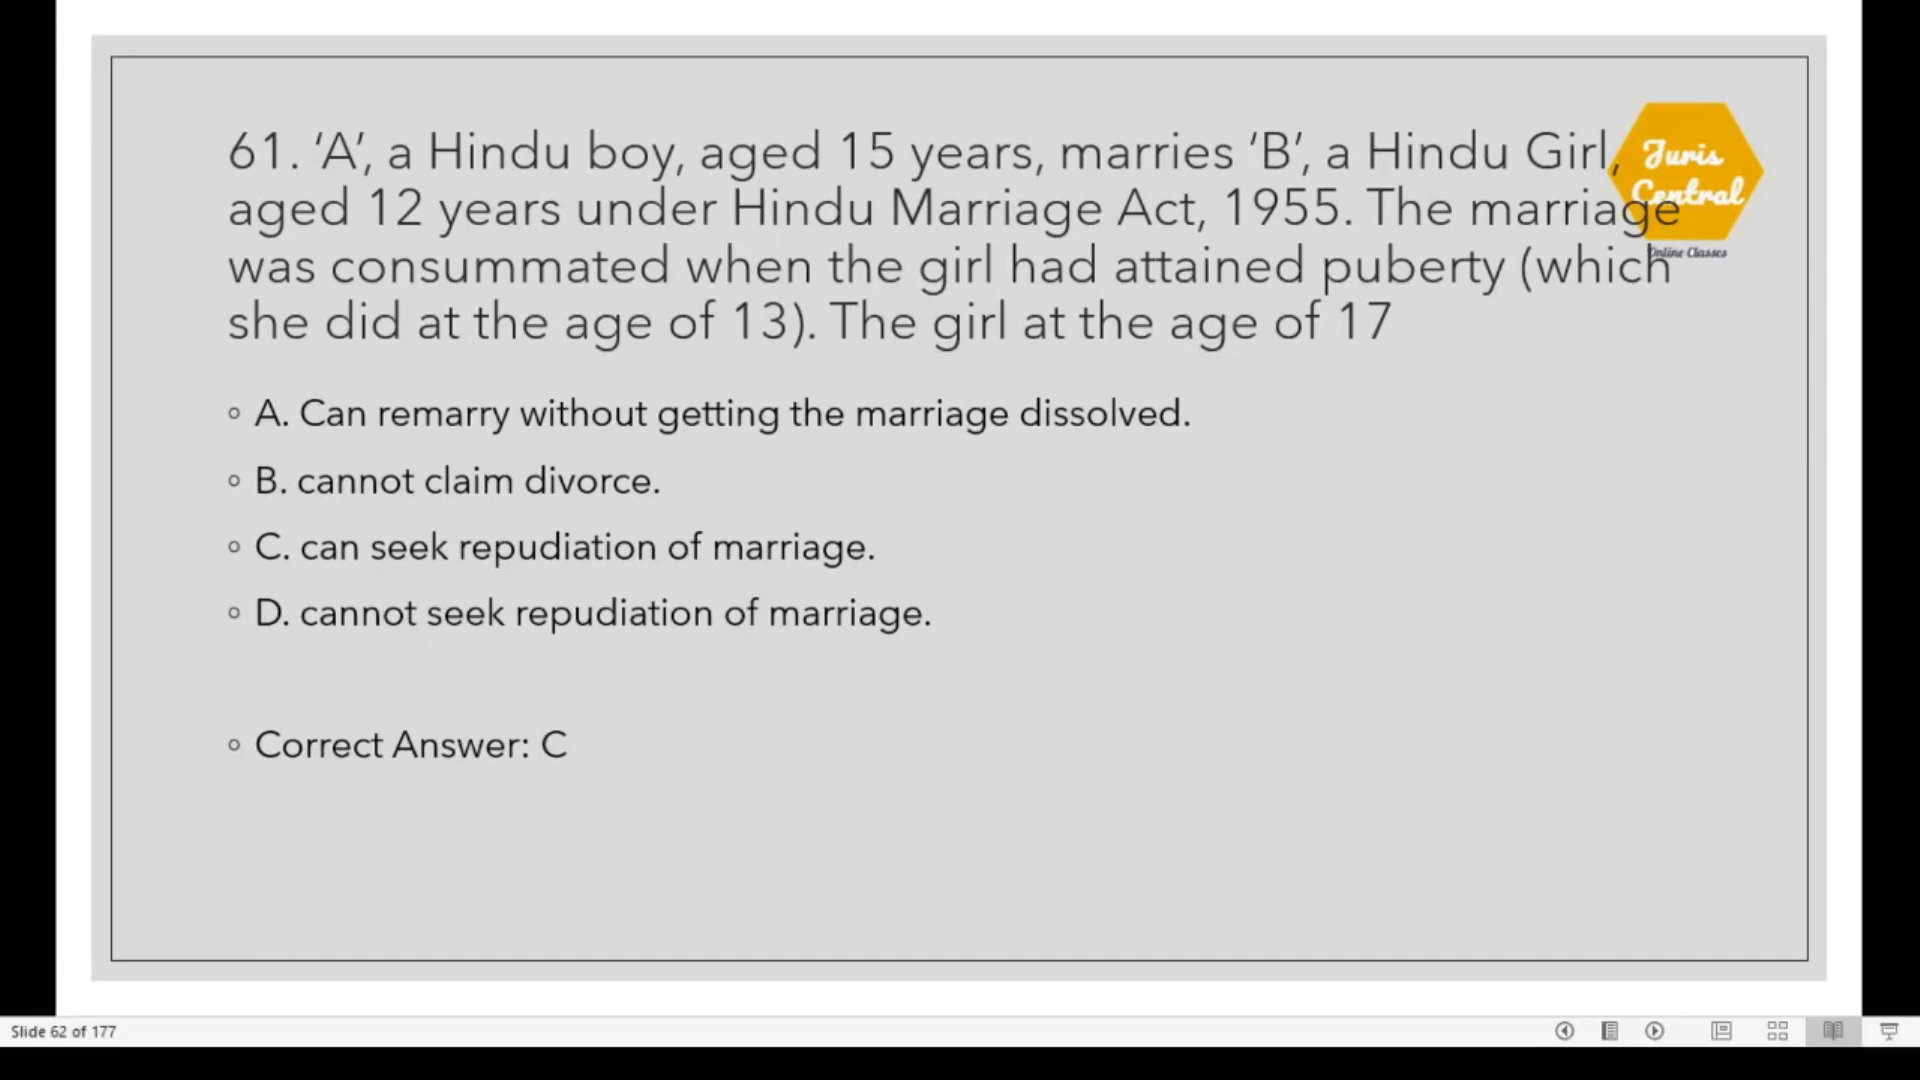 61. ‘A’, a Hindu boy, aged 15 years, marries ‘B’, a Hindu Girl,
aged 12 years under Hindu Marriage Act, 1955. The marriage
was consummated when the girl had attained puberty (which
she did at the age of 13). The girl at the age of 17
Juris
Central
Online Classes
◦ A. Can remarry without getting the marriage dissolved.
◦ B. cannot claim divorce.
◦ C. can seek repudiation of marriage.
◦ D. cannot seek repudiation of marriage.
◦ Correct Answer: C
Slide 62 of 177